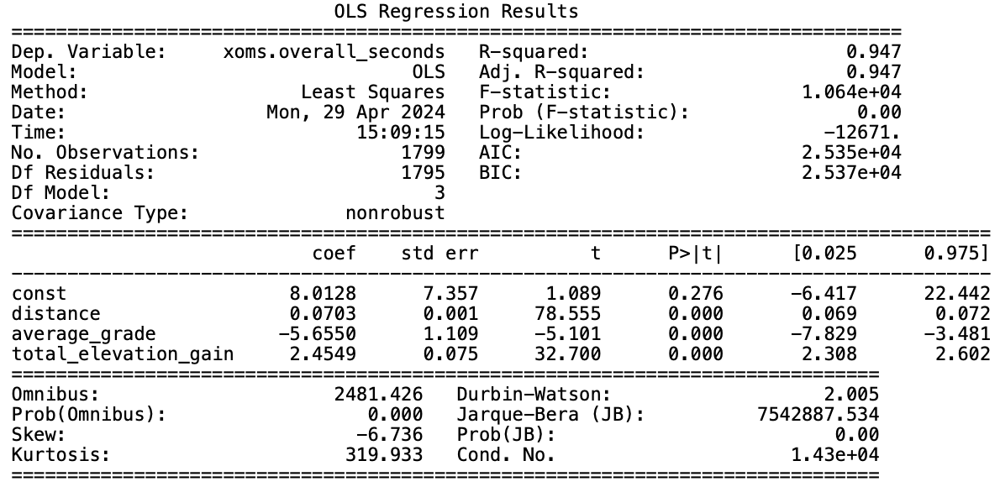 OLS Regression Results
==============================================================================
Dep. Variable: xoms.overall_seconds R-squared: 0.947
Model: OLS Adj. R-squared: 0.947
Method: Least Squares F-statistic: 1.064e+04
Date: Mon, 29 Apr 2024 Prob (F-statistic): 0.00
Time: 15:09:15 Log-Likelihood: -12671.
No. Observations: 1799 AIC: 2.535e+04
Df Residuals: 1795 BIC: 2.537e+04
Df Model: 3
Covariance Type: nonrobust
==============================================================================
coef std err t P>|t| [0.025 0.975]
------------------------------------------------------------------------------
const 8.0128 7.357 1.089 0.276 -6.417 22.442
distance 0.0703 0.001 78.555 0.000 0.069 0.072
average_grade -5.6550 1.109 -5.101 0.000 -7.829 -3.481
total_elevation_gain 2.4549 0.075 32.700 0.000 2.308 2.602
==============================================================================
Omnibus: 2481.426 Durbin-Watson: 2.005
Prob(Omnibus): 0.000 Jarque-Bera (JB): 7542887.534
Skew: -6.736 Prob(JB): 0.00
Kurtosis: 319.933 Cond. No. 1.43e+04
==============================================================================